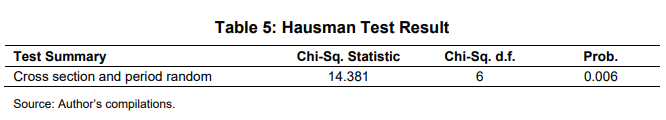 Table 5: Hausman Test Result
Test Summary Chi-Sq. Statistic Chi-Sq. d.f. Prob.
Cross section and period random 14.381 6 0.006
Source: Author's compilations.